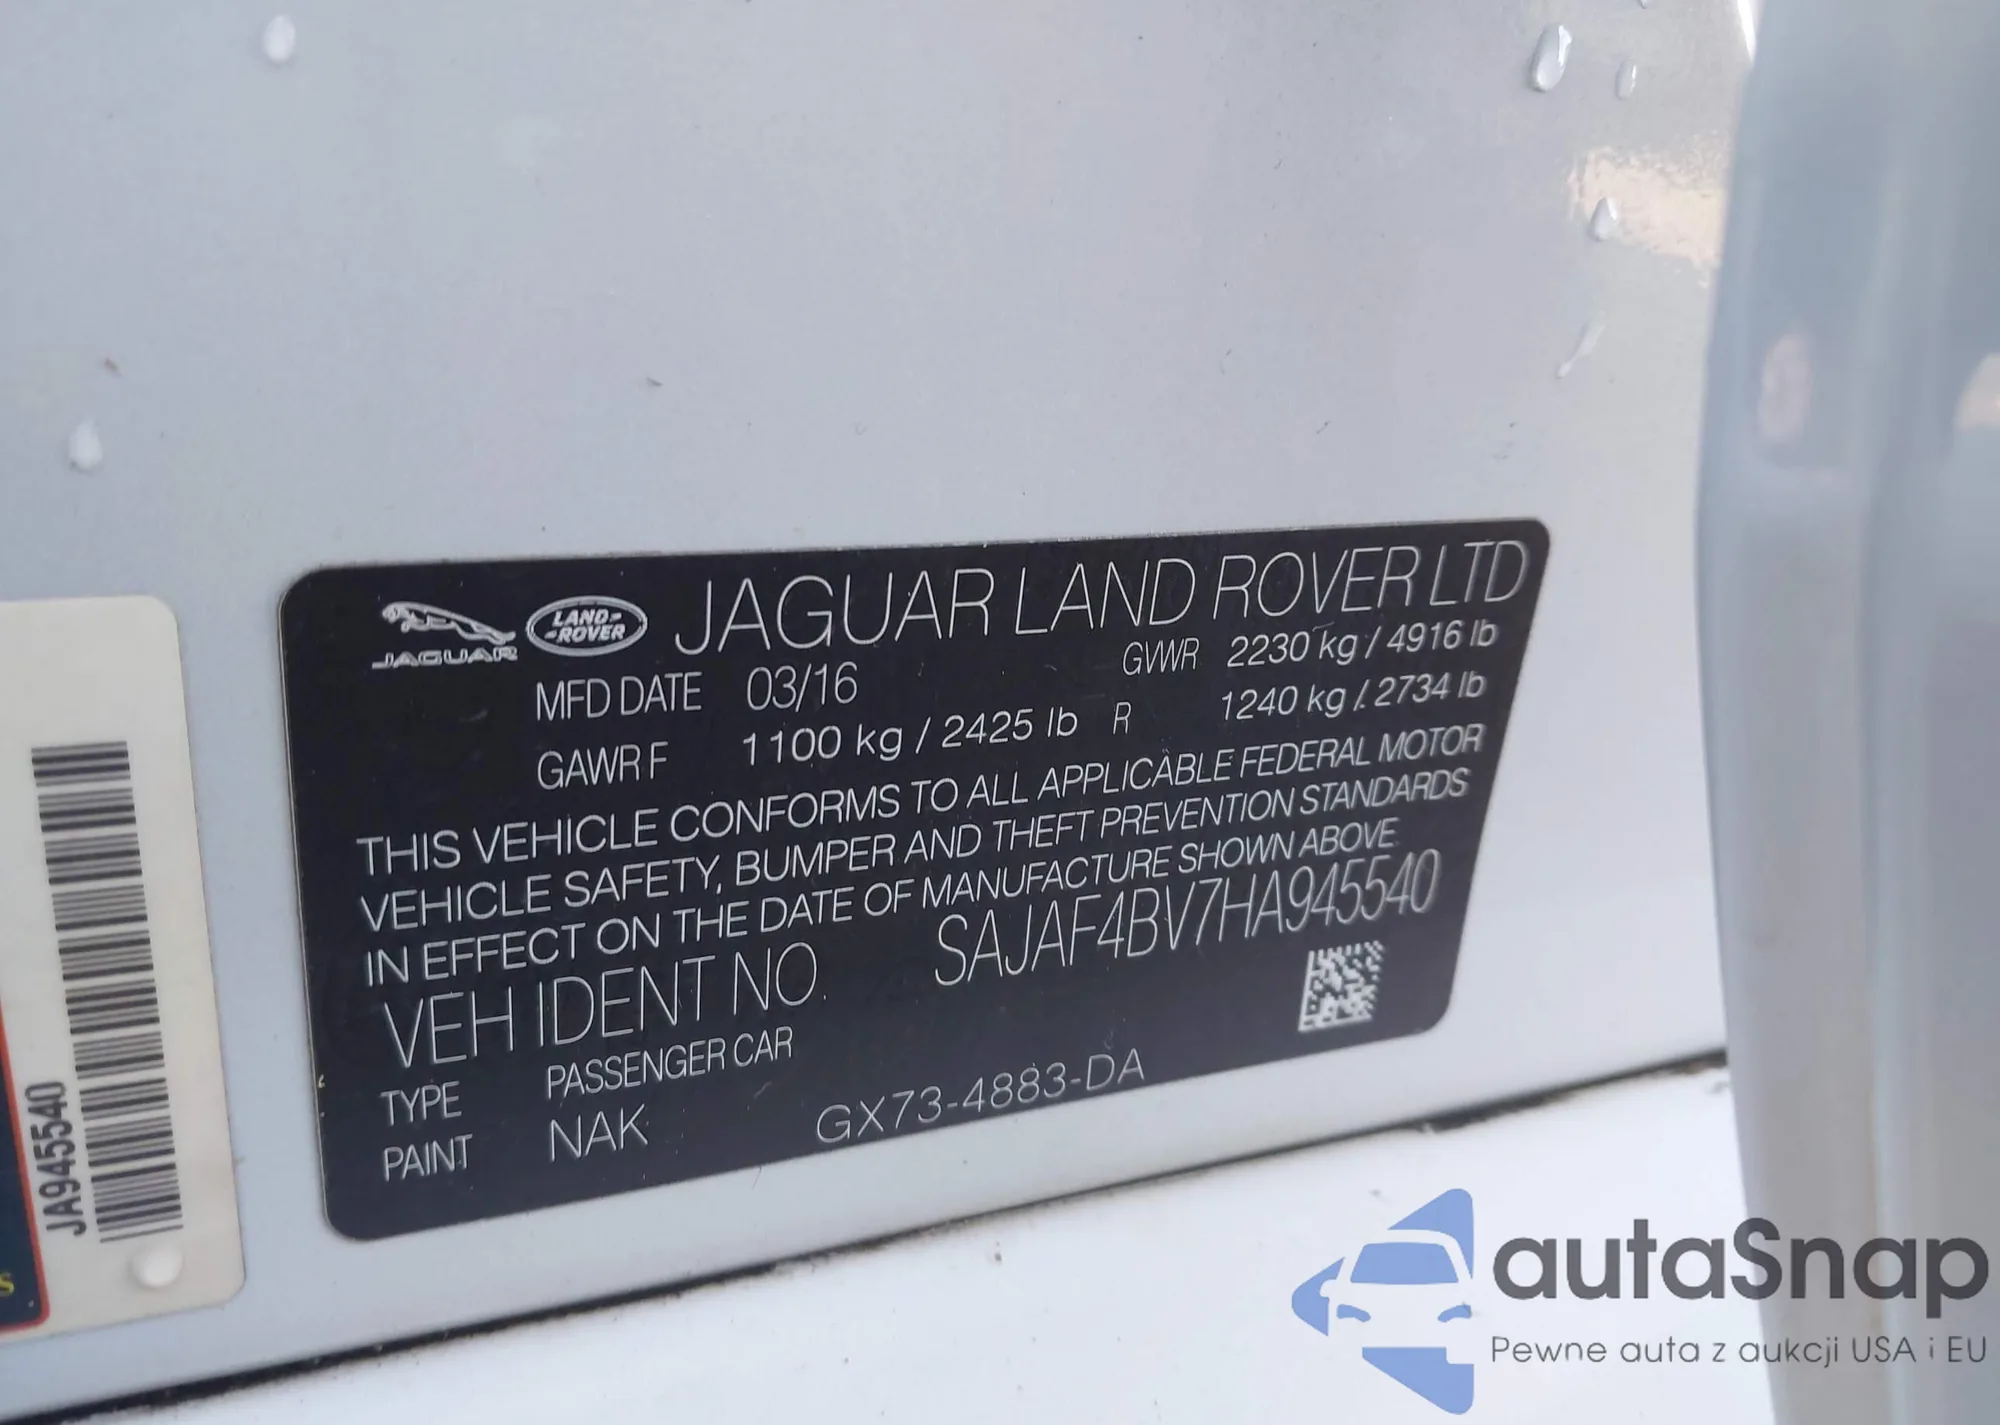 JAGUAR
LAND ROVER
JAGUAR LAND ROVER LTD
MFD DATE 03/16 GVWR 2230 kg / 4916 lb
GAWR F 1100 kg / 2425 lb R 1240 kg / 2734 lb
THIS VEHICLE CONFORMS TO ALL APPLICABLE FEDERAL MOTOR
VEHICLE SAFETY, BUMPER AND THEFT PREVENTION STANDARDS
IN EFFECT ON THE DATE OF MANUFACTURE SHOWN ABOVE
VEH IDENT NO. SAJAF4BV7HA945540
TYPE PASSENGER CAR
PAINT NAK GX73-4883-DA
JA945540
autaSnap
Pewne auta z aukcji USA i EU